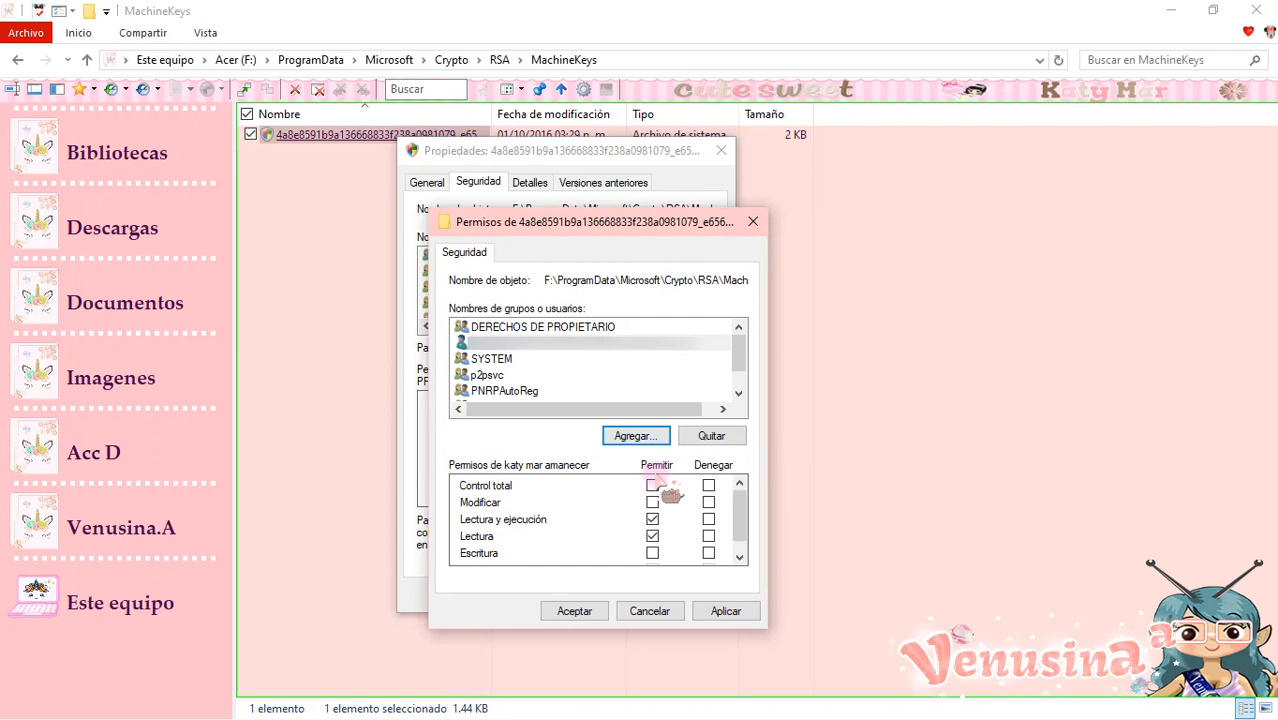 MachineKeys
Archivo
Inicio
Compartir
Vista
Este equipo
Acer (F:)
ProgramData
Microsoft
Crypto
RSA
MachineKeys
Buscar en MachineKeys
Buscar
cute sweet
Katy Mar
Nombre
Fecha de modificación
Tipo
Tamaño
4a8e8591b9a136668833f238a0981079_e65...
01/10/2016 03:29 p. m.
Archivo de sistema
2 KB
Bibliotecas
Descargas
Documentos
Imagenes
Acc D
Venusina.A
Este equipo
Propiedades: 4a8e8591b9a136668833f238a0981079_e65...
General
Seguridad
Detalles
Versiones anteriores
Permisos de 4a8e8591b9a136668833f238a0981079_e656...
Seguridad
Nombre de objeto:
F:\ProgramData\Microsoft\Crypto\RSA\Mach
Nombres de grupos o usuarios:
DERECHOS DE PROPIETARIO
SYSTEM
p2psvc
PNRPAutoReg
Agregar...
Quitar
Permisos de katy mar amanecer
Permitir
Denegar
Control total
Modificar
Lectura y ejecución
Lectura
Escritura
Aceptar
Cancelar
Aplicar
Venusina a
1 elemento
1 elemento seleccionado 1.44 KB